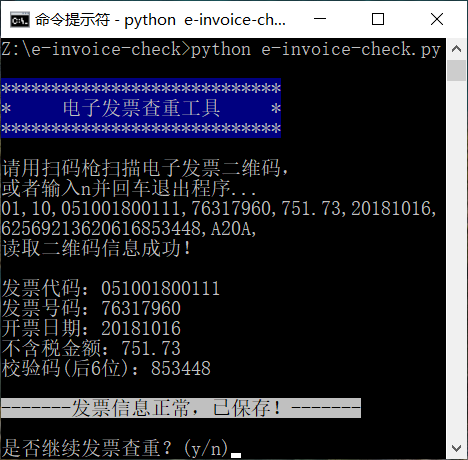 命令提示符 - python e-invoice-ch...
Z:\e-invoice-check>python e-invoice-check.py
****************************
* 电子发票查重工具 *
****************************
请用扫码枪扫描电子发票二维码,
或者输入n并回车退出程序...
01,10,051001800111,76317960,751.73,20181016,
62569213620616853448,A20A,
读取二维码信息成功!
发票代码: 051001800111
发票号码: 76317960
开票日期: 20181016
不含税金额: 751.73
校验码(后6位): 853448
-------发票信息正常, 已保存! -------
是否继续发票查重? (y/n)